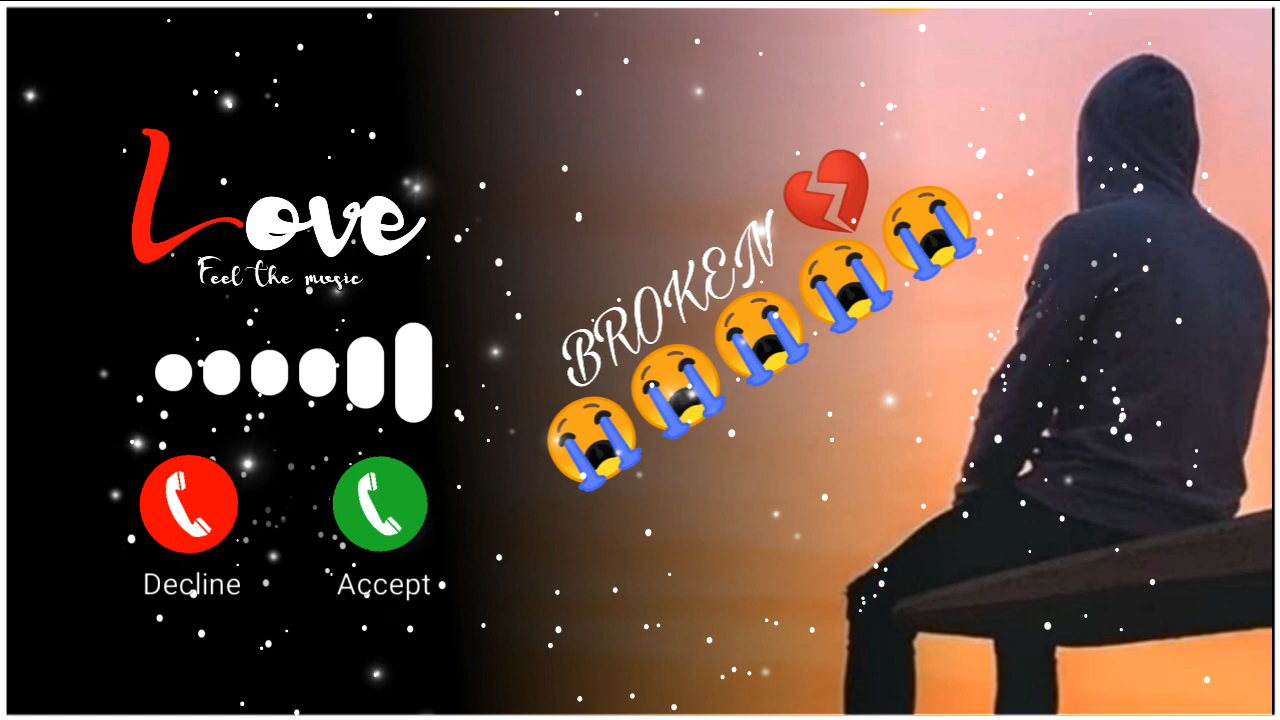 Love
Feel the music
BROKEN 💔
😭😭😭😭😭
Decline
Accept